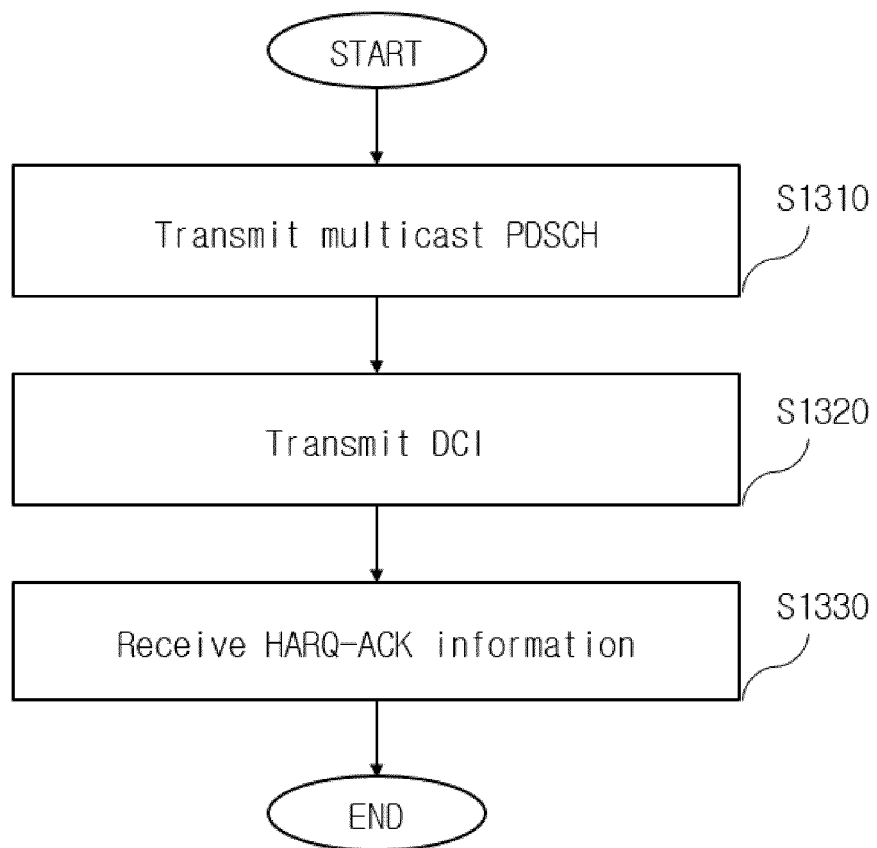 START
S1310
Transmit multicast PDSCH
S1320
Transmit DCI
S1330
Receive HARQ-ACK information
END